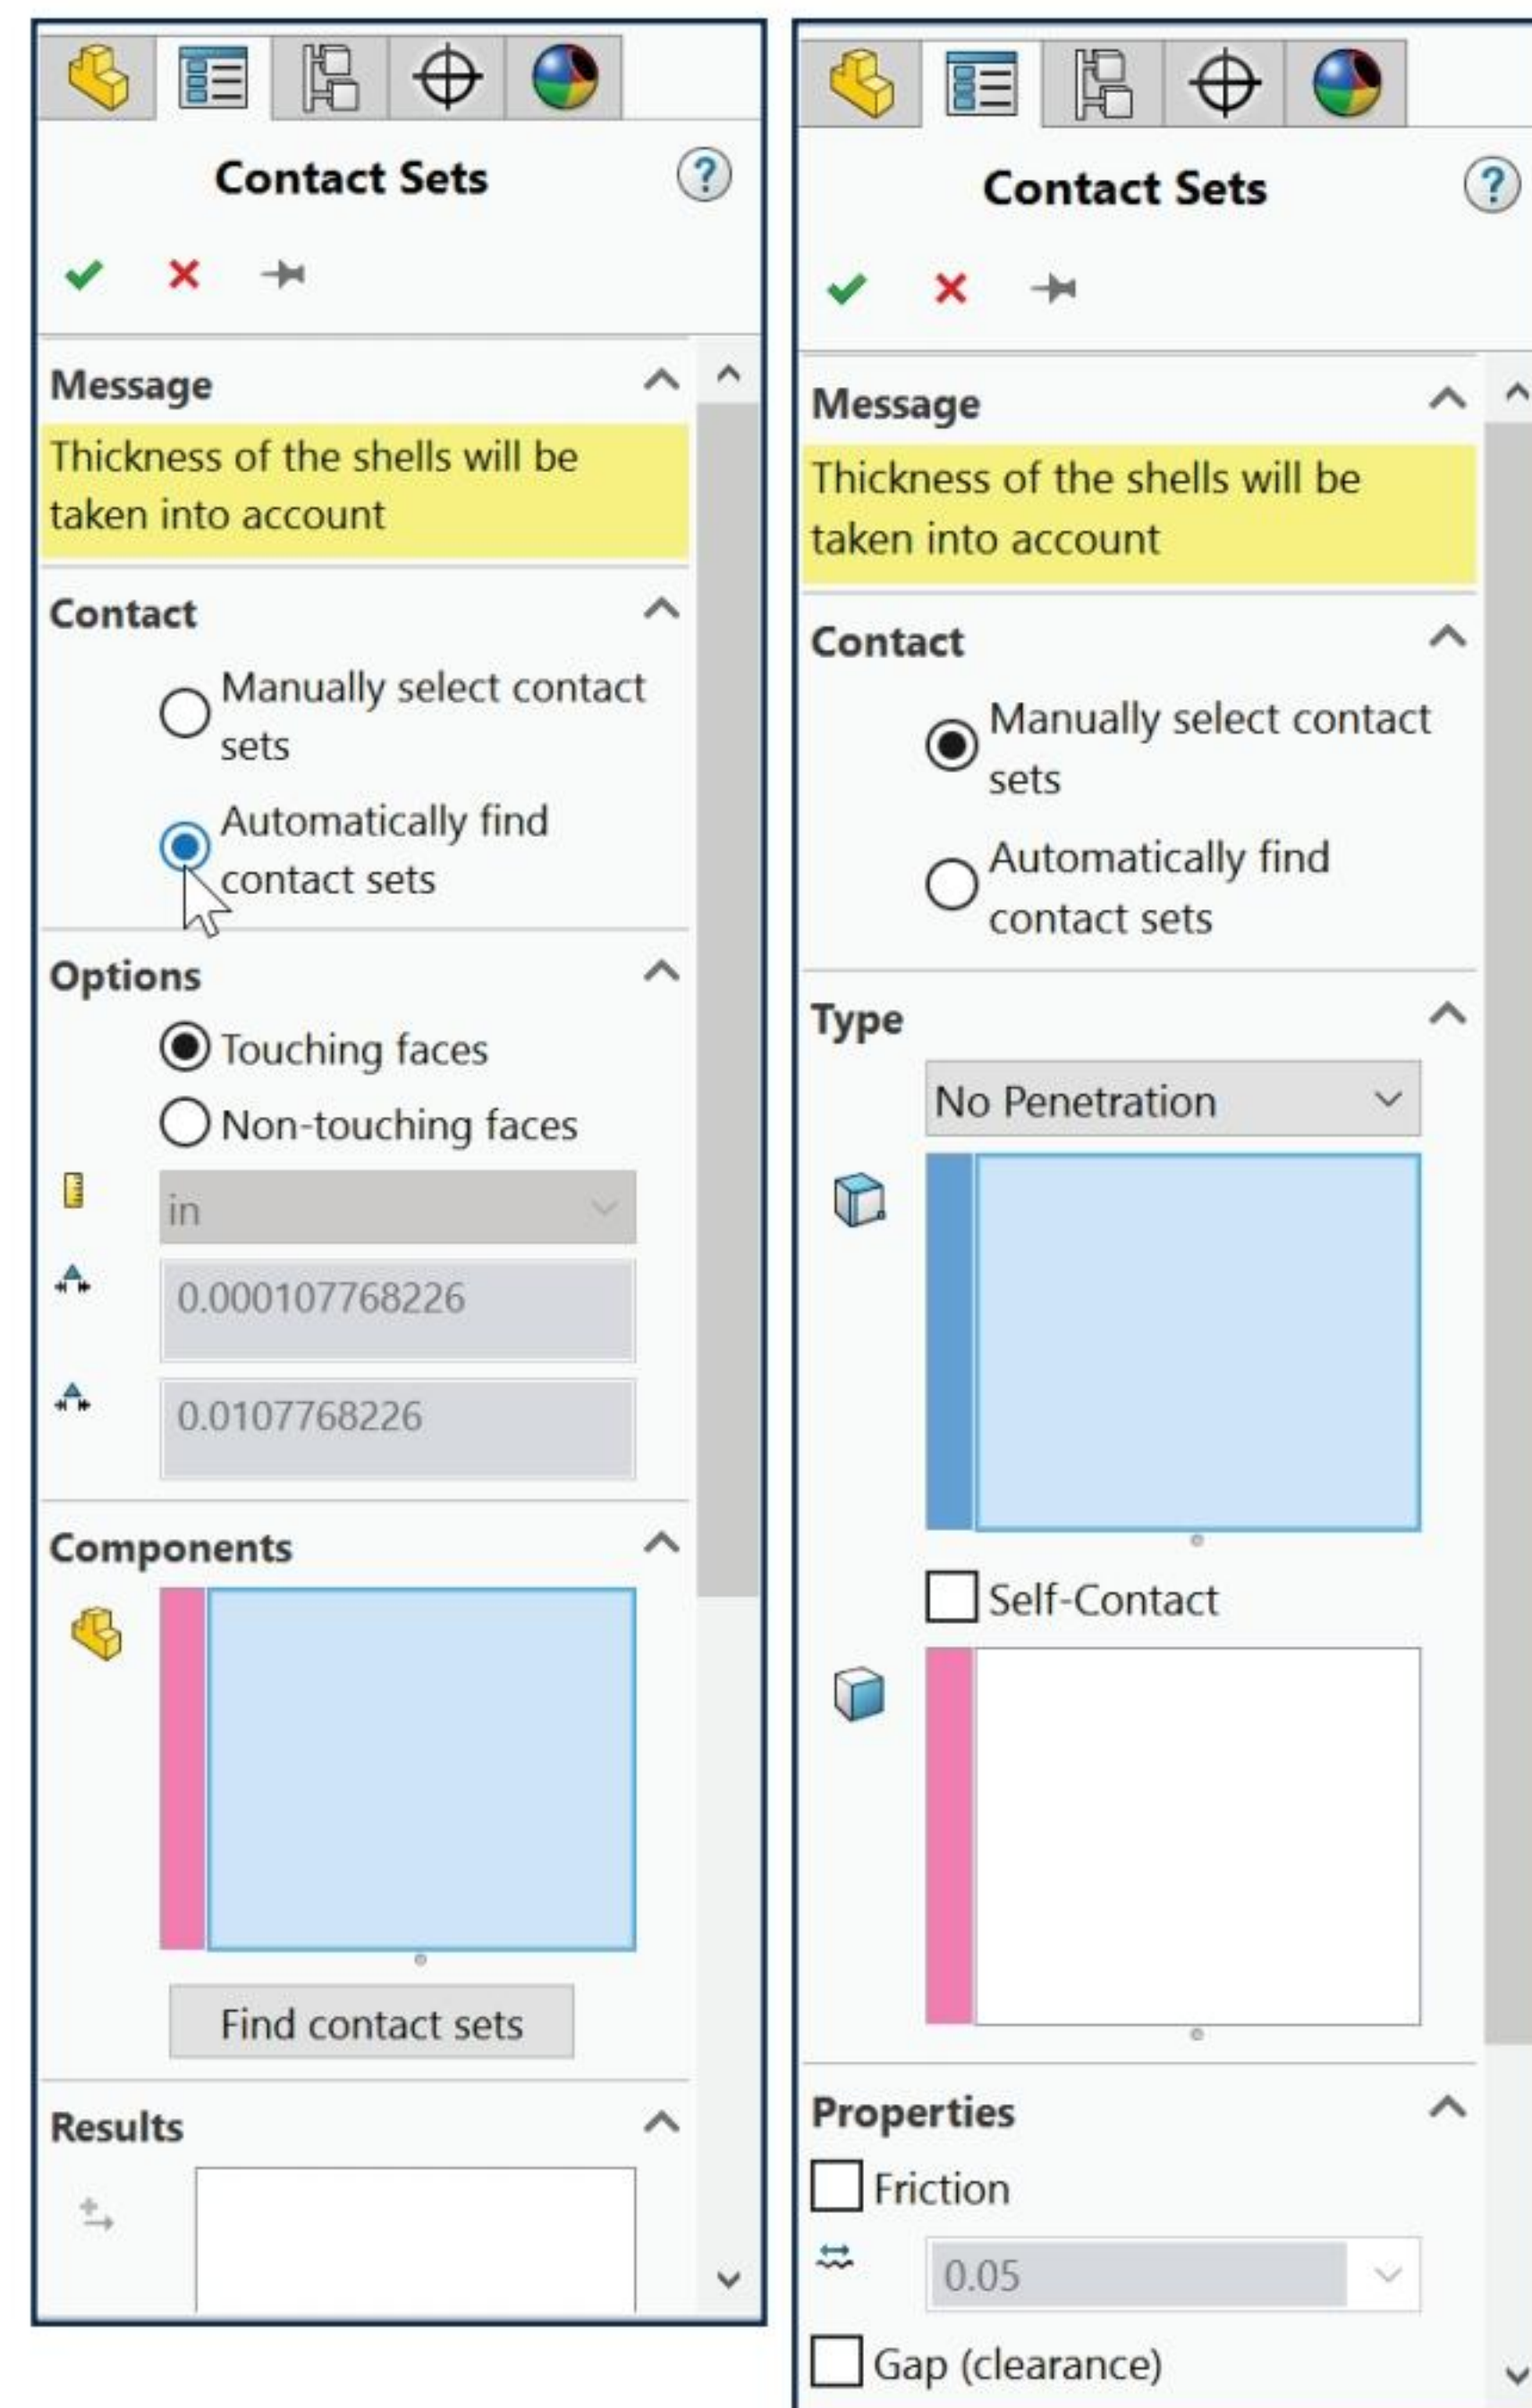 Contact Sets
?
Message
Thickness of the shells will be
taken into account
Contact
Manually select contact
sets
Automatically find
contact sets
Options
Touching faces
Non-touching faces
in
0.000107768226
0.0107768226
Components
Find contact sets
Results
Contact Sets
?
Message
Thickness of the shells will be
taken into account
Contact
Manually select contact
sets
Automatically find
contact sets
Type
No Penetration
Self-Contact
Properties
Friction
0.05
Gap (clearance)